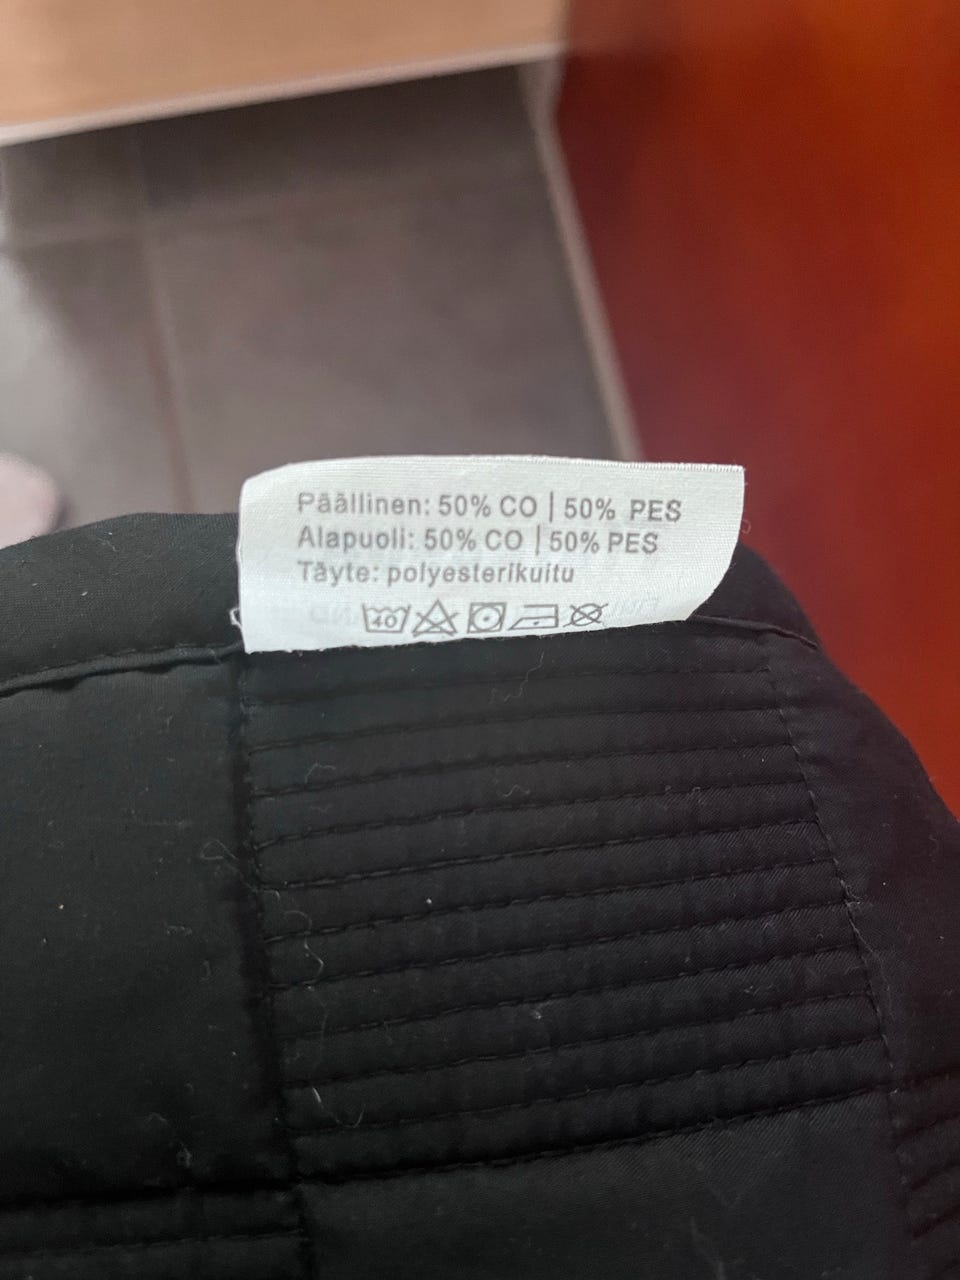 Päällinen: 50% CO | 50% PES
Alapuoli: 50% CO | 50% PES
Täyte: polyesterikuitu
40